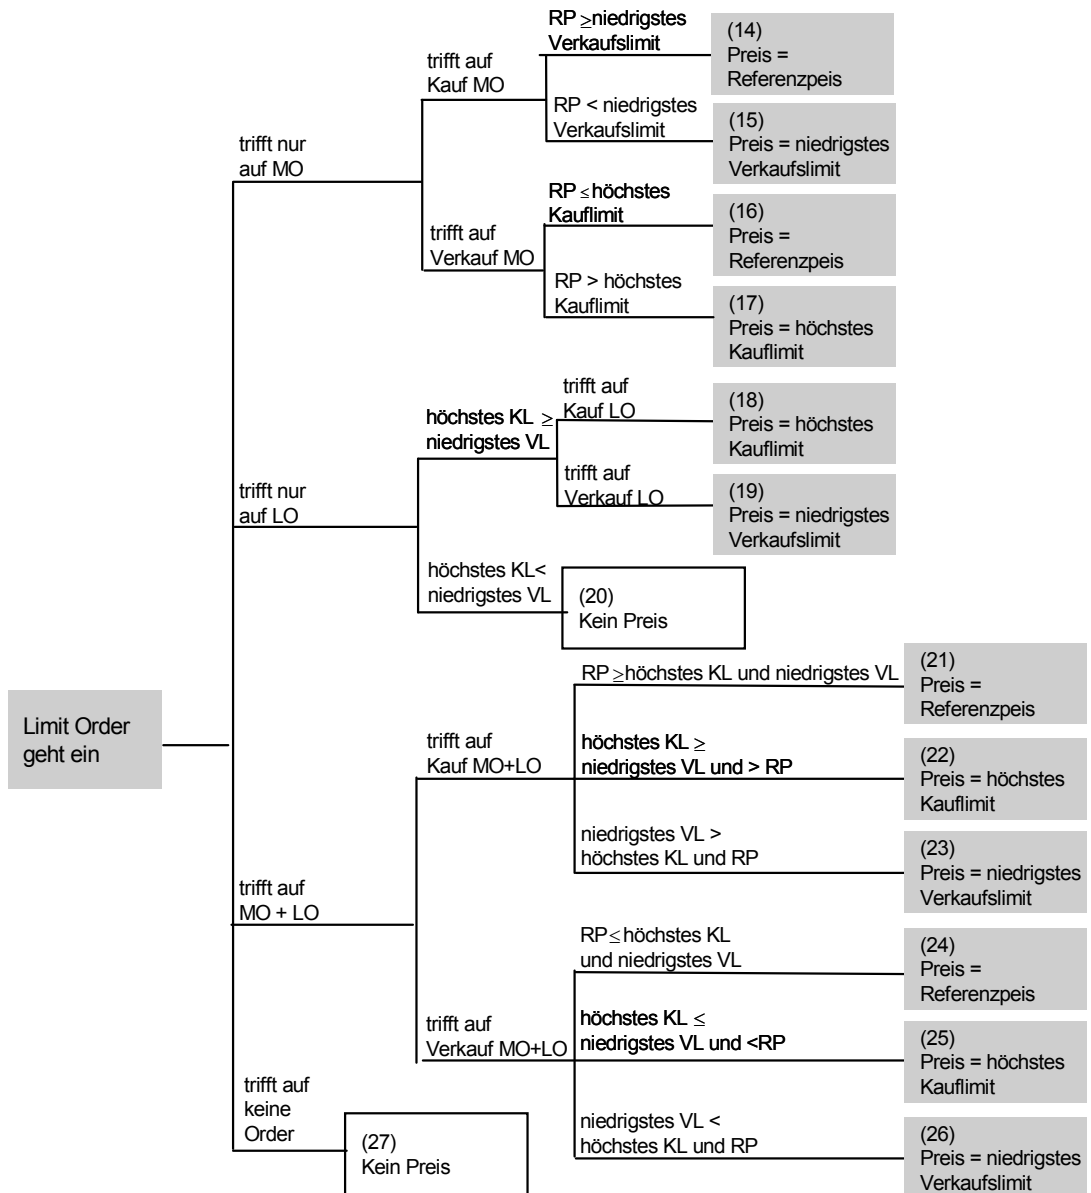 Limit Order
geht ein
trifft nur
auf MO
trifft auf
Kauf MO
RP ≥niedrigstes
Verkaufslimit
(14)
Preis =
Referenzpeis
RP < niedrigstes
Verkaufslimit
(15)
Preis = niedrigstes
Verkaufslimit
trifft auf
Verkauf MO
RP ≤ höchstes
Kauflimit
(16)
Preis =
Referenzpeis
RP > höchstes
Kauflimit
(17)
Preis = höchstes
Kauflimit
trifft nur
auf LO
höchstes KL ≥
niedrigstes VL
trifft auf
Kauf LO
(18)
Preis = höchstes
Kauflimit
trifft auf
Verkauf LO
(19)
Preis = niedrigstes
Verkaufslimit
höchstes KL<
niedrigstes VL
(20)
Kein Preis
trifft auf
MO + LO
trifft auf
Kauf MO+LO
RP ≥höchstes KL und niedrigstes VL
(21)
Preis =
Referenzpeis
höchstes KL ≥
niedrigstes VL und > RP
(22)
Preis = höchstes
Kauflimit
niedrigstes VL >
höchstes KL und RP
(23)
Preis = niedrigstes
Verkaufslimit
trifft auf
Verkauf MO+LO
RP≤ höchstes KL
und niedrigstes VL
(24)
Preis =
Referenzpeis
höchstes KL ≤
niedrigstes VL und <RP
(25)
Preis = höchstes
Kauflimit
niedrigstes VL <
höchstes KL und RP
(26)
Preis = niedrigstes
Verkaufslimit
trifft auf
keine
Order
(27)
Kein Preis